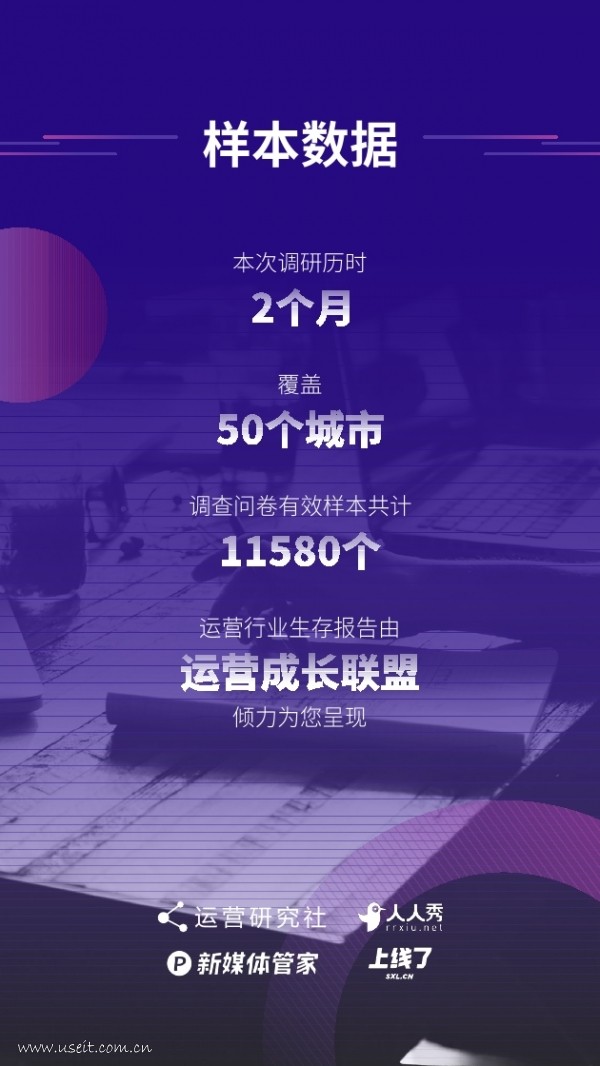 样本数据
本次调研历时
2个月
覆盖
50个城市
调查问卷有效样本共计
11580个
运营行业生存报告由
运营成长联盟
倾力为您呈现
运营研究社
人人秀
rrxiu.net
新媒体管家
上线了
SXL.CN
www.useit.com.cn